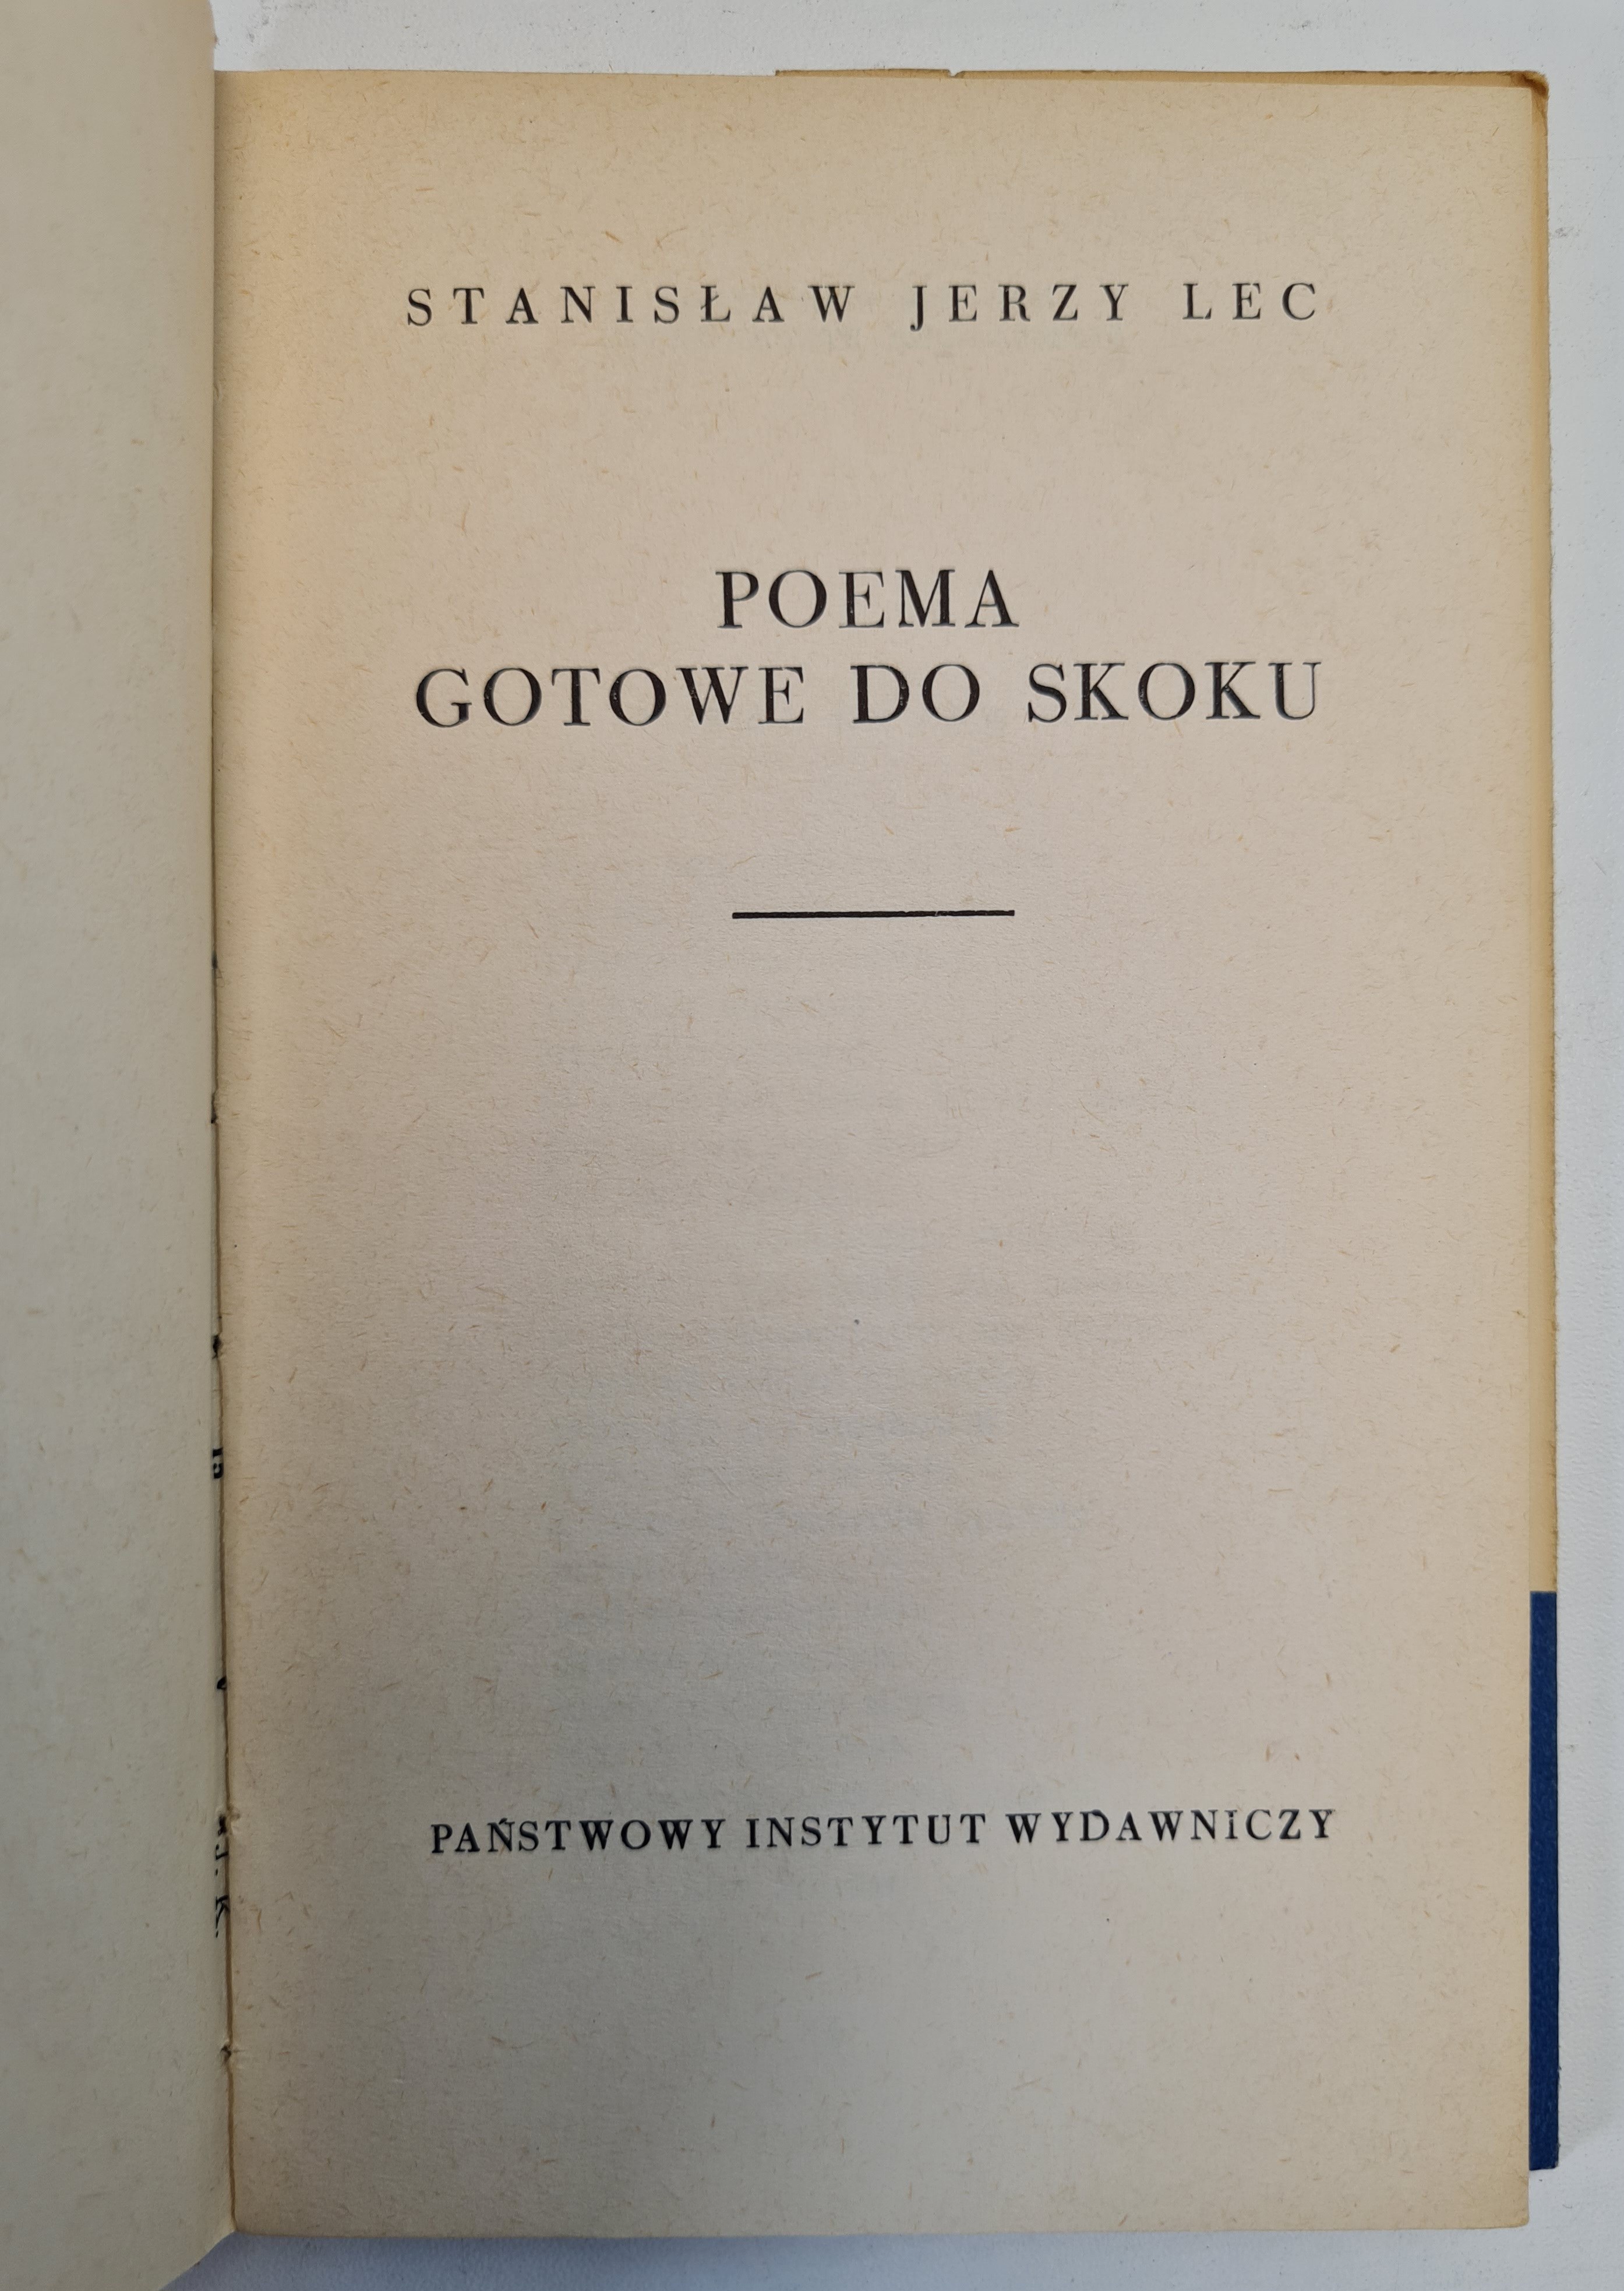 STANISŁAW JERZY LEC
POEMA
GOTOWE DO SKOKU
PAŃSTWOWY INSTYTUT WYDAWNICZY